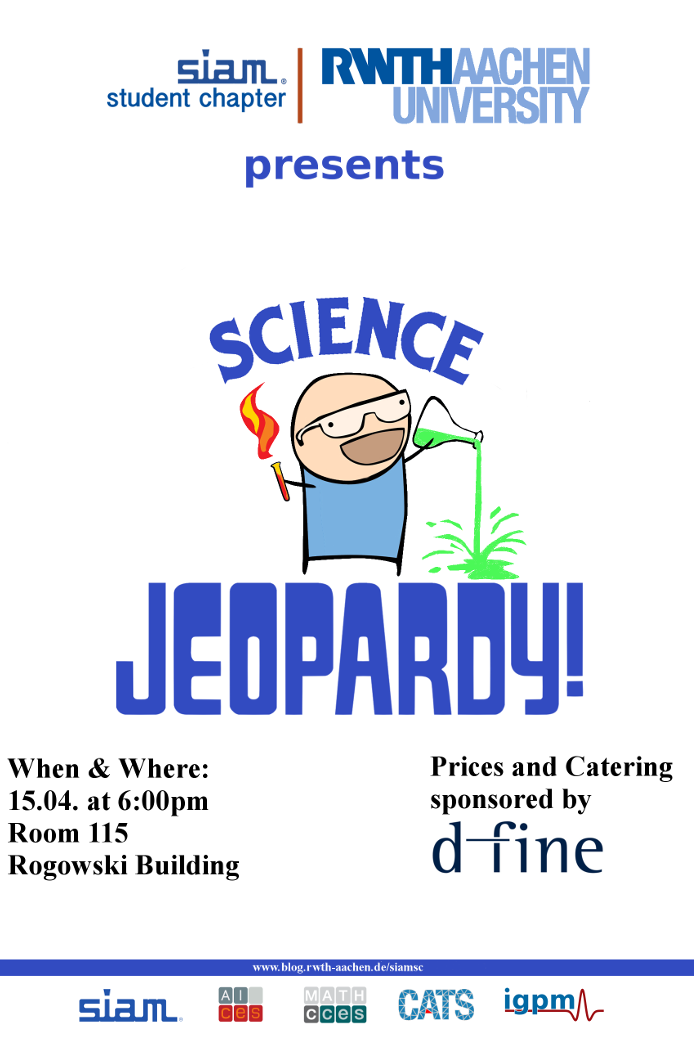 siam®
student chapter
RWTHAACHEN
UNIVERSITY
presents
SCIENCE
JEOPARDY!
When & Where:
15.04. at 6:00pm
Room 115
Rogowski Building
Prices and Catering
sponsored by
d-fine
www.blog.rwth-aachen.de/siamsc
siam®
AI
ces
MATH
cces
CATS
igpm